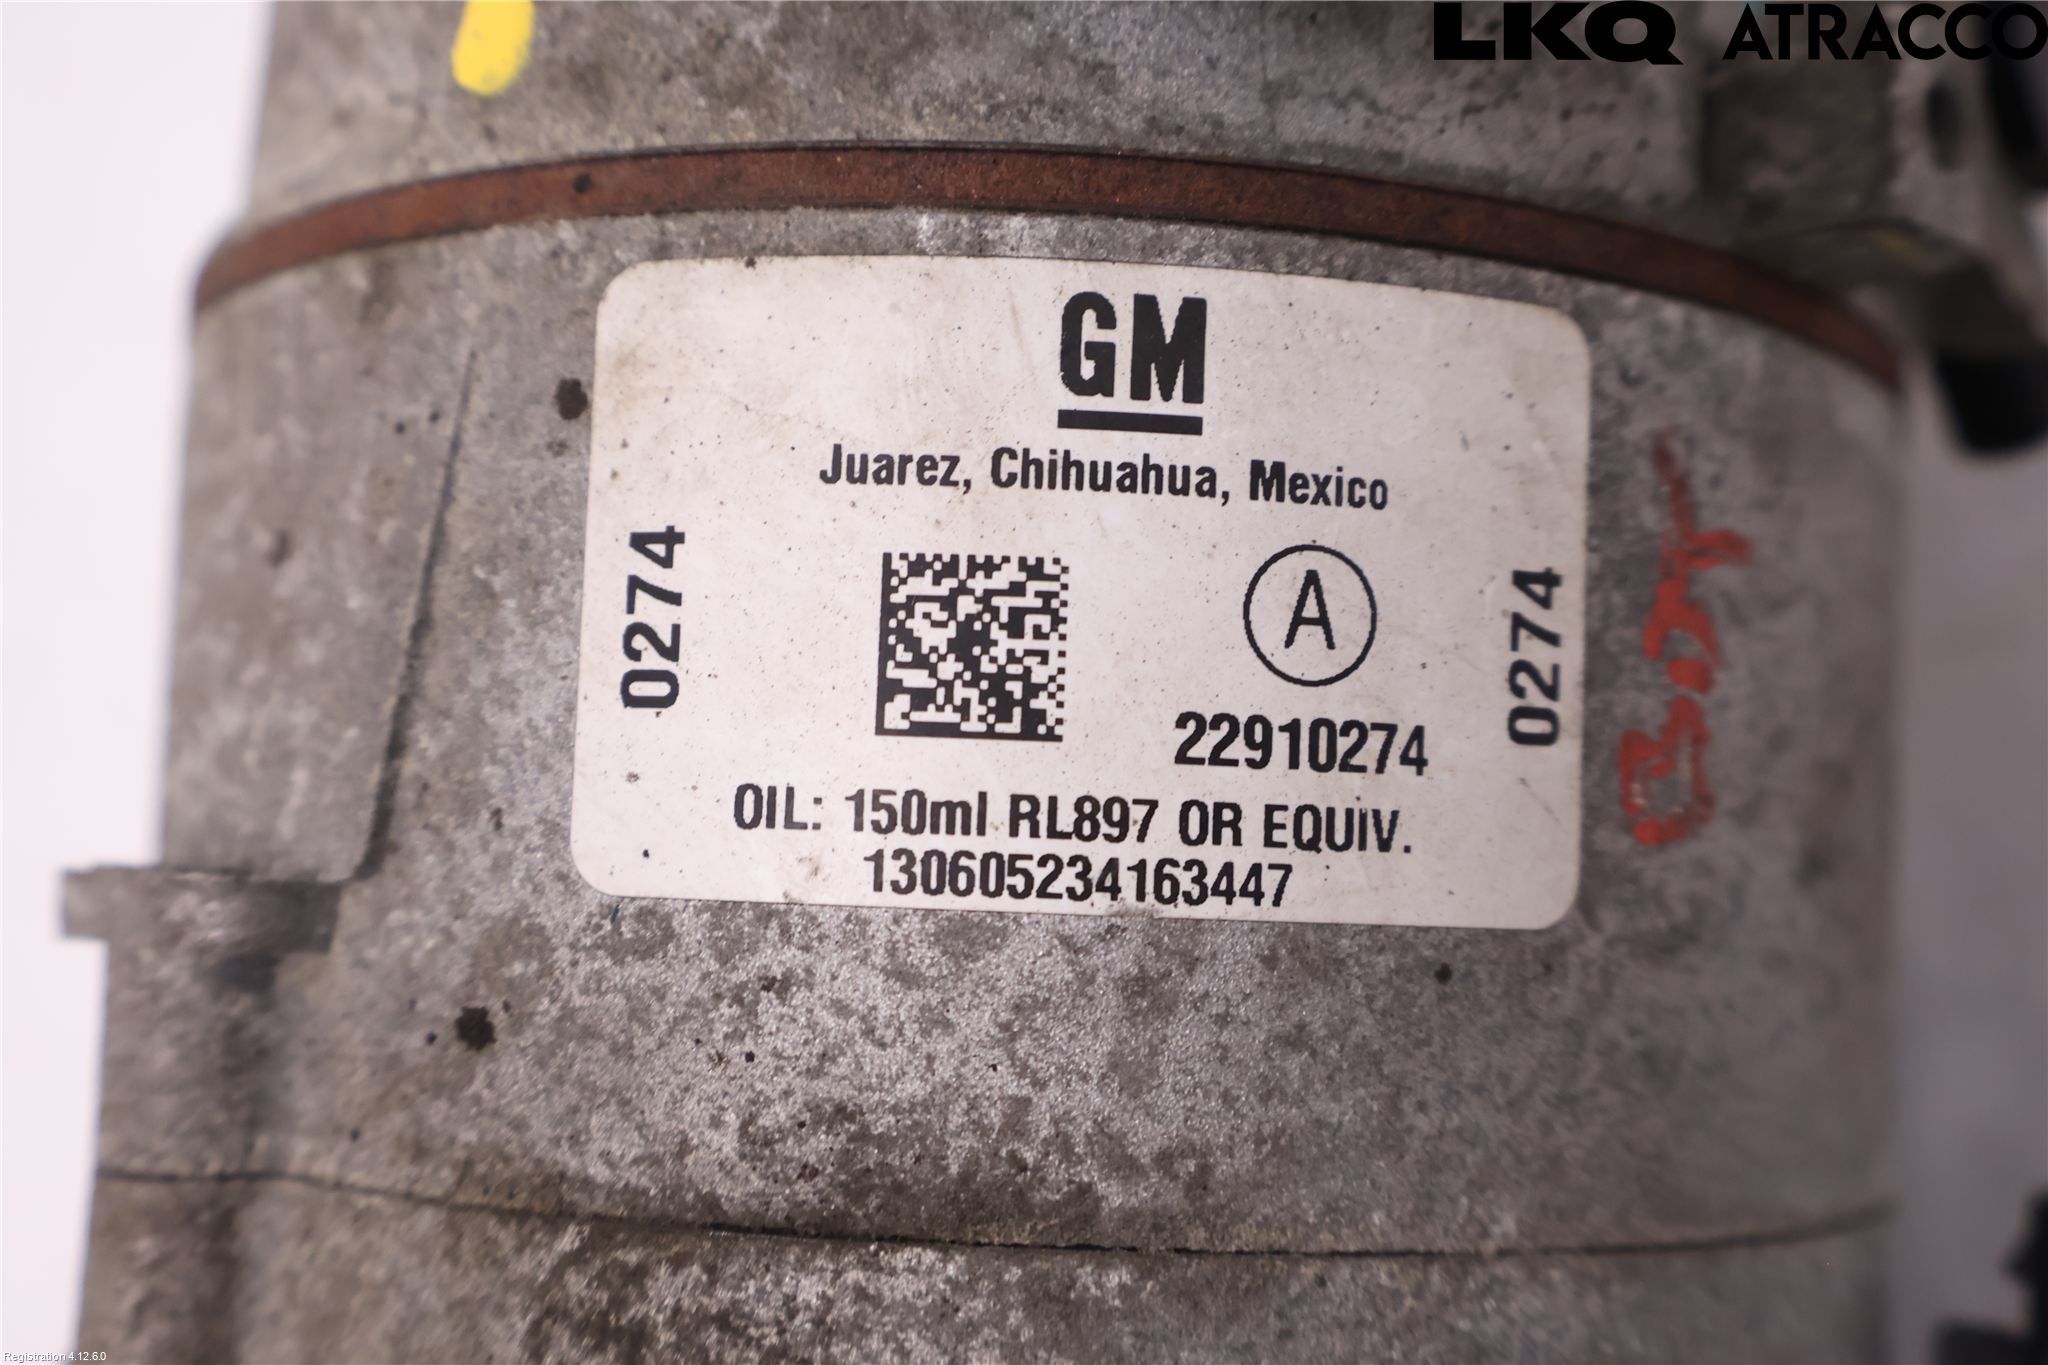 LKQ ATRACCO
GM
Juarez, Chihuahua, Mexico
0274
A
0274
22910274
OIL: 150ml RL897 OR EQUIV.
130605234163447
Registration 4.12.6.0